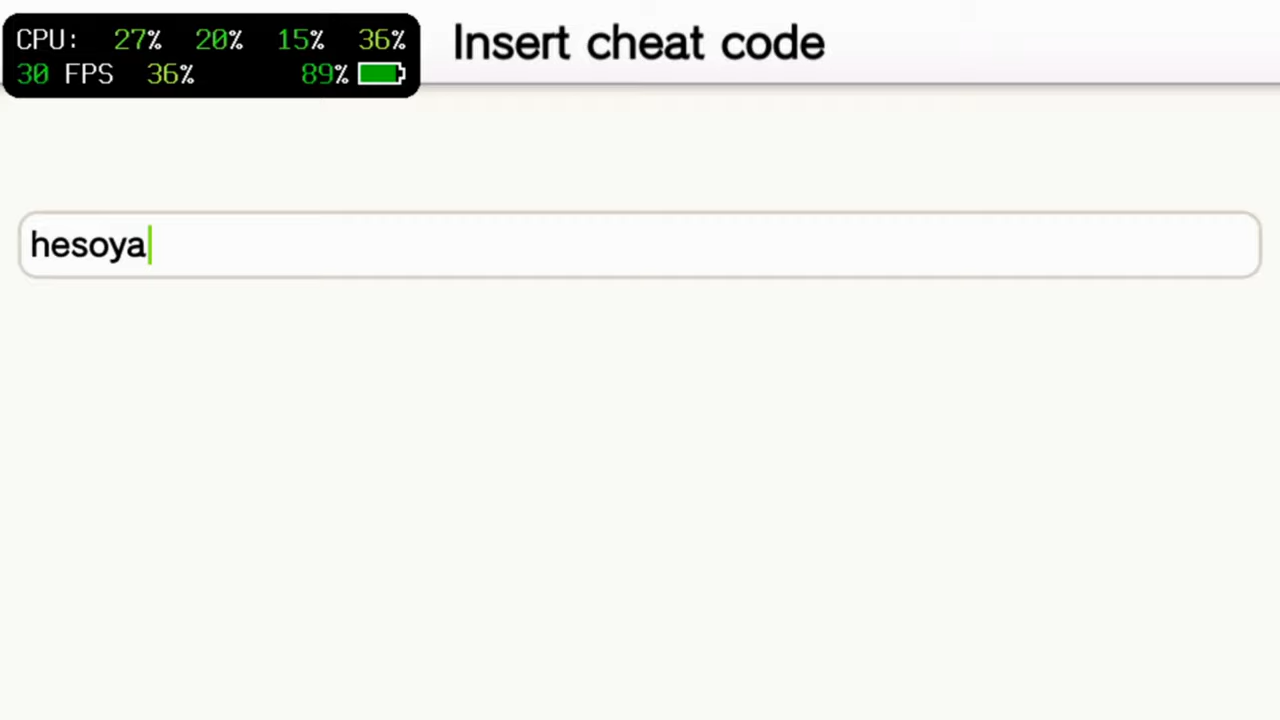 CPU: 27% 20% 15% 36%
30 FPS 36% 89%
Insert cheat code
hesoya